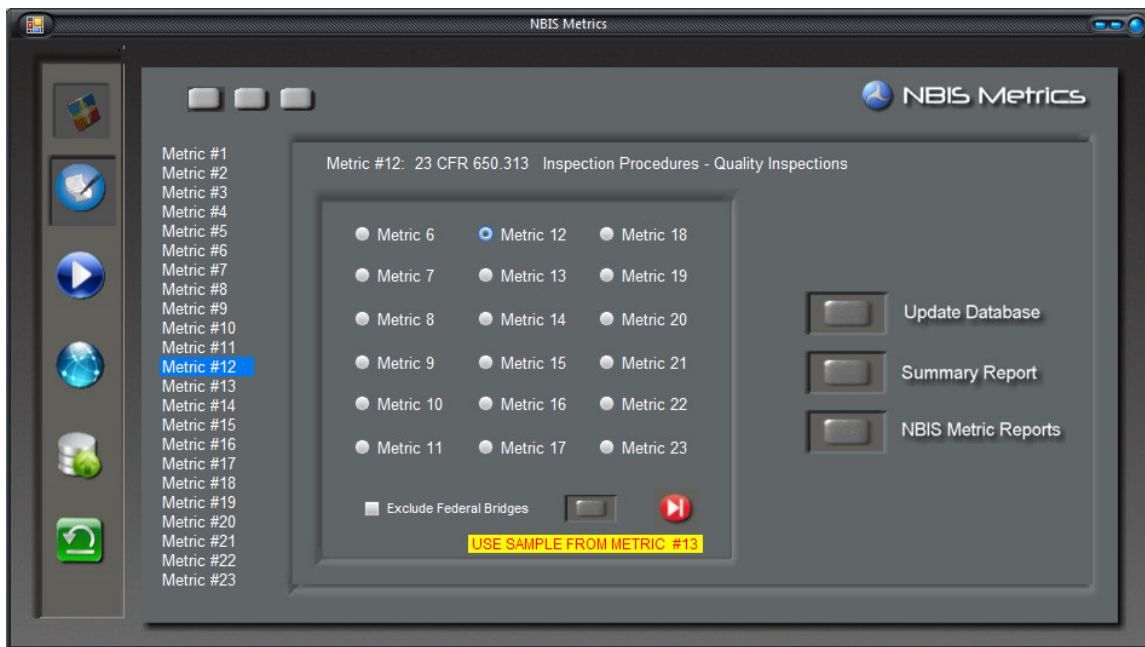 NBIS Metrics
NBIS Metrics
Metric #1
Metric #2
Metric #3
Metric #4
Metric #5
Metric #6
Metric #7
Metric #8
Metric #9
Metric #10
Metric #11
Metric #12
Metric #13
Metric #14
Metric #15
Metric #16
Metric #17
Metric #18
Metric #19
Metric #20
Metric #21
Metric #22
Metric #23
Metric #12: 23 CFR 650.313 Inspection Procedures - Quality Inspections
Metric 6 Metric 12 Metric 18
Metric 7 Metric 13 Metric 19
Metric 8 Metric 14 Metric 20
Metric 9 Metric 15 Metric 21
Metric 10 Metric 16 Metric 22
Metric 11 Metric 17 Metric 23
Exclude Federal Bridges
USE SAMPLE FROM METRIC #13
Update Database
Summary Report
NBIS Metric Reports